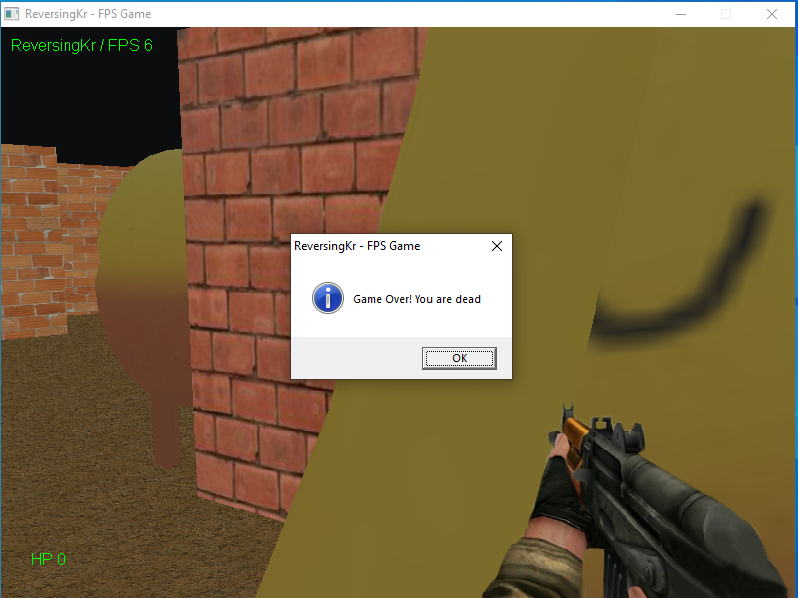 ReversingKr - FPS Game
ReversingKr / FPS 6
ReversingKr - FPS Game
Game Over! You are dead
OK
HP 0